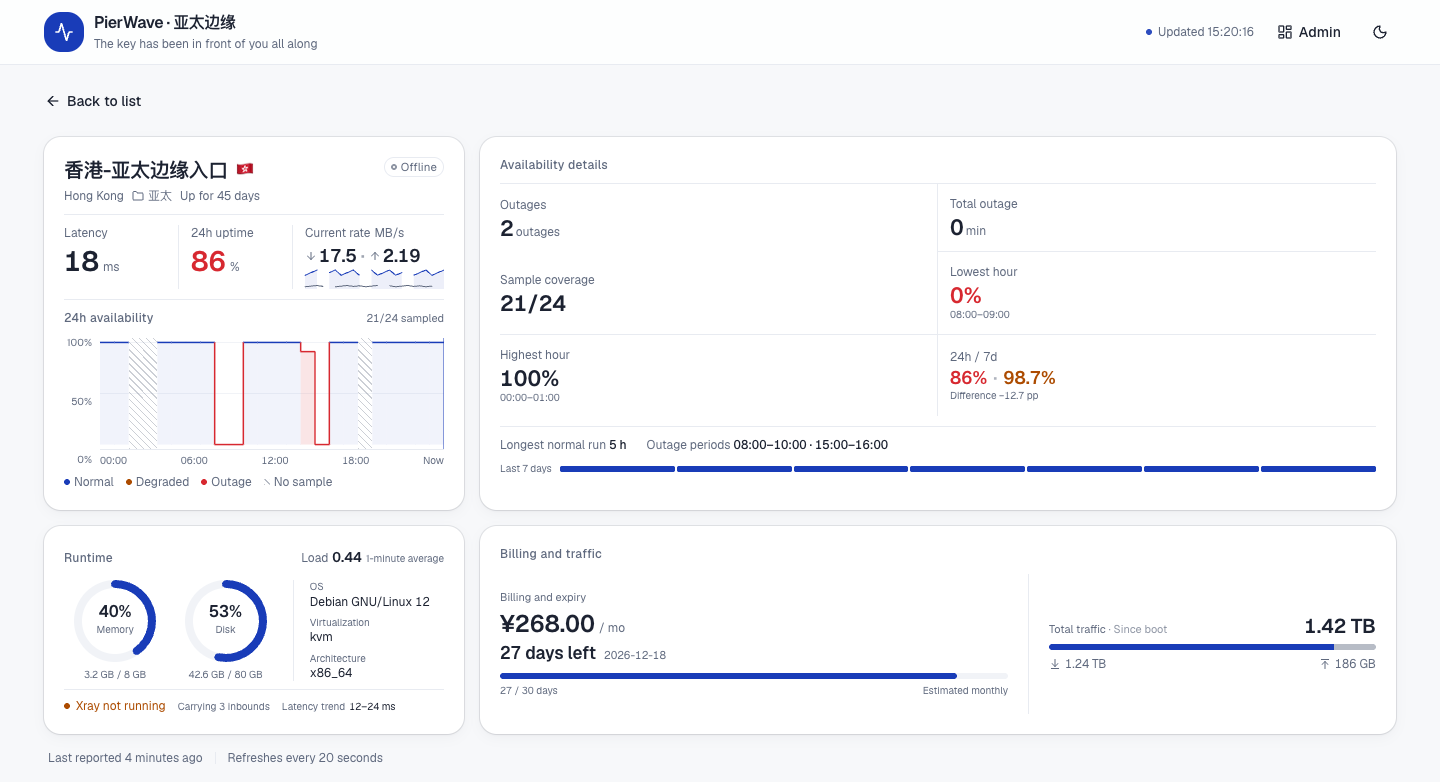 PierWave · 亚太边缘
The key has been in front of you all along
Updated 15:20:16
Admin
Back to list
香港-亚太边缘入口
Offline
Hong Kong 亚太 Up for 45 days
Latency
18 ms
24h uptime
86 %
Current rate MB/s
↓ 17.5 · ↑ 2.19
24h availability
21/24 sampled
100%
50%
0%
00:00 06:00 12:00 18:00 Now
Normal Degraded Outage No sample
Availability details
Outages
2 outages
Total outage
0 min
Sample coverage
21/24
Lowest hour
0%
08:00–09:00
Highest hour
100%
00:00–01:00
24h / 7d
86% · 98.7%
Difference −12.7 pp
Longest normal run 5 h Outage periods 08:00–10:00 · 15:00–16:00
Last 7 days
Runtime
Load 0.44 1-minute average
40%
Memory
3.2 GB / 8 GB
53%
Disk
42.6 GB / 80 GB
OS
Debian GNU/Linux 12
Virtualization
kvm
Architecture
x86_64
Xray not running Carrying 3 inbounds Latency trend 12–24 ms
Billing and traffic
Billing and expiry
¥268.00 / mo
27 days left 2026-12-18
27 / 30 days
Estimated monthly
Total traffic · Since boot
1.42 TB
1.24 TB
186 GB
Last reported 4 minutes ago
Refreshes every 20 seconds